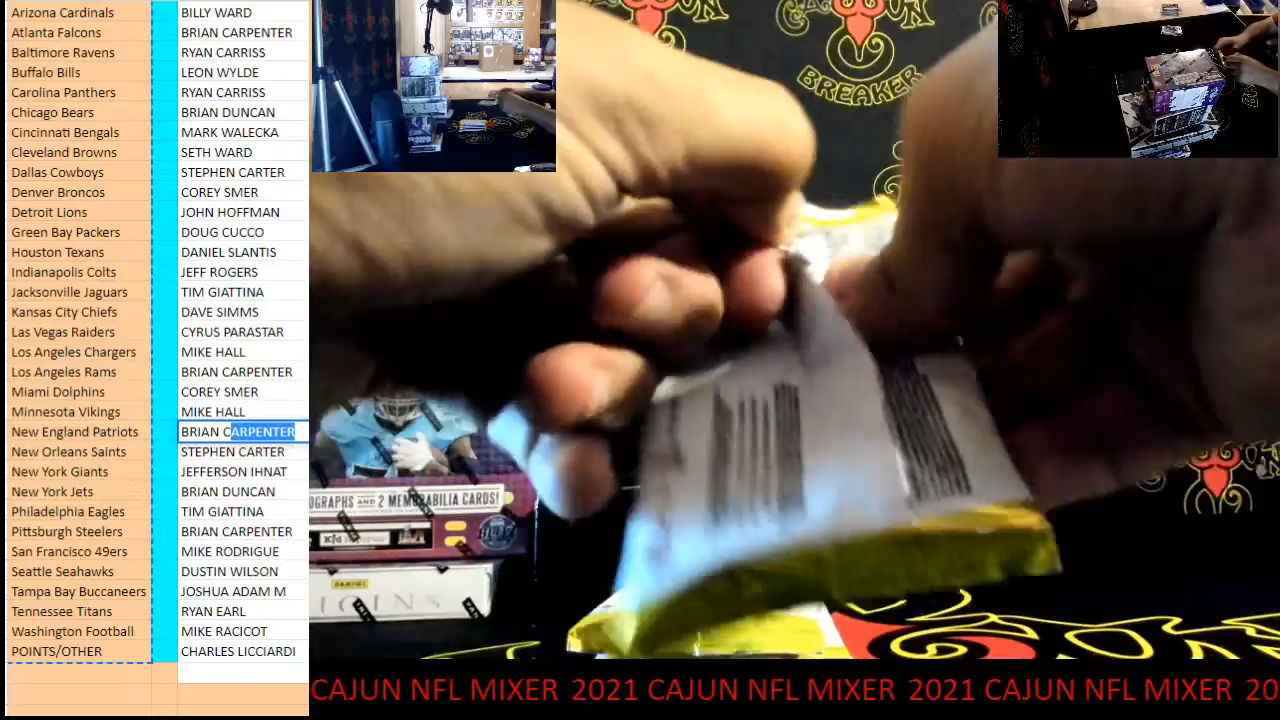 Arizona Cardinals BILLY WARD
Atlanta Falcons BRIAN CARPENTER
Baltimore Ravens RYAN CARRISS
Buffalo Bills LEON WYLDE
Carolina Panthers RYAN CARRISS
Chicago Bears BRIAN DUNCAN
Cincinnati Bengals MARK WALECKA
Cleveland Browns SETH WARD
Dallas Cowboys STEPHEN CARTER
Denver Broncos COREY SMER
Detroit Lions JOHN HOFFMAN
Green Bay Packers DOUG CUCCO
Houston Texans DANIEL SLANTIS
Indianapolis Colts JEFF ROGERS
Jacksonville Jaguars TIM GIATTINA
Kansas City Chiefs DAVE SIMMS
Las Vegas Raiders CYRUS PARASTAR
Los Angeles Chargers MIKE HALL
Los Angeles Rams BRIAN CARPENTER
Miami Dolphins COREY SMER
Minnesota Vikings MIKE HALL
New England Patriots BRIAN CARPENTER
New Orleans Saints STEPHEN CARTER
New York Giants JEFFERSON IHNAT
New York Jets BRIAN DUNCAN
Philadelphia Eagles TIM GIATTINA
Pittsburgh Steelers BRIAN CARPENTER
San Francisco 49ers MIKE RODRIGUE
Seattle Seahawks DUSTIN WILSON
Tampa Bay Buccaneers JOSHUA ADAM M
Tennessee Titans RYAN EARL
Washington Football MIKE RACICOT
POINTS/OTHER CHARLES LICCIARDI
BREAKER
OGRAPHS AND 2 MEMORABILIA CARDS!
PANINI
IGINS
CAJUN NFL MIXER 2021 CAJUN NFL MIXER 2021 CAJUN NFL MIXER 20